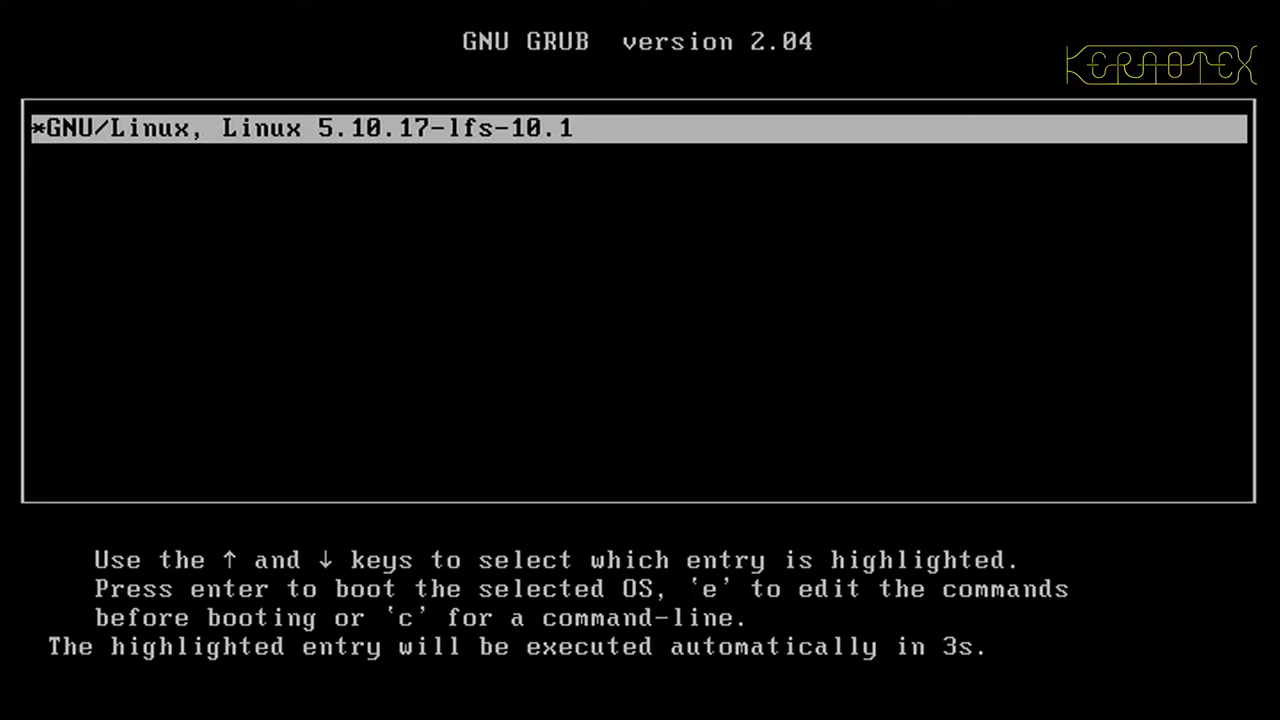 GNU GRUB  version 2.04
KERNOTEX
*GNU/Linux, Linux 5.10.17-lfs-10.1
Use the ↑ and ↓ keys to select which entry is highlighted.
Press enter to boot the selected OS, `e' to edit the commands
before booting or `c' for a command-line.
The highlighted entry will be executed automatically in 3s.